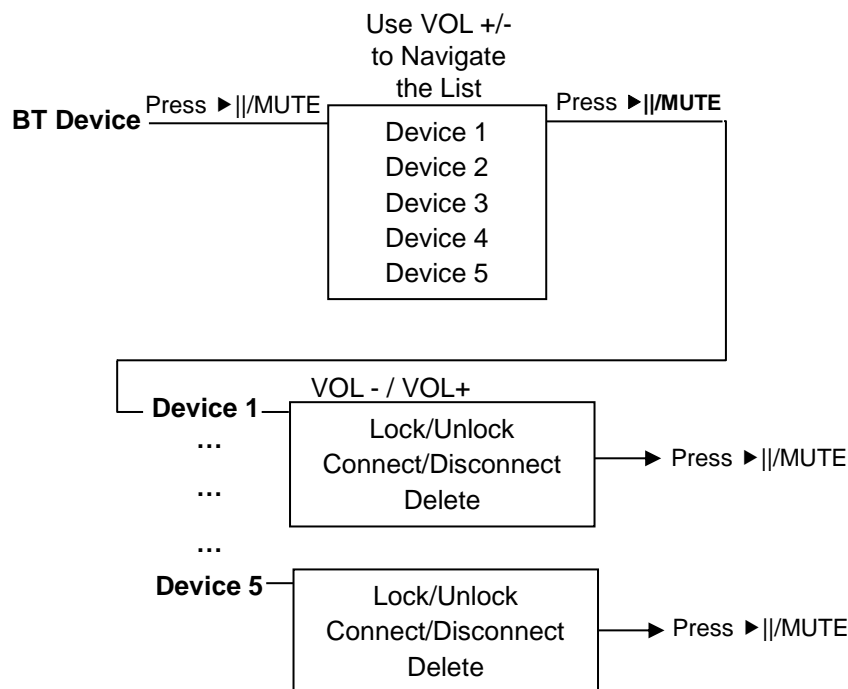 Use VOL +/-
to Navigate
the List
BT Device
Press ►||/MUTE
Device 1
Device 2
Device 3
Device 4
Device 5
Press ►||/MUTE
VOL - / VOL+
Device 1
Lock/Unlock
Connect/Disconnect
Delete
Press ►||/MUTE
...
...
...
Device 5
Lock/Unlock
Connect/Disconnect
Delete
Press ►||/MUTE